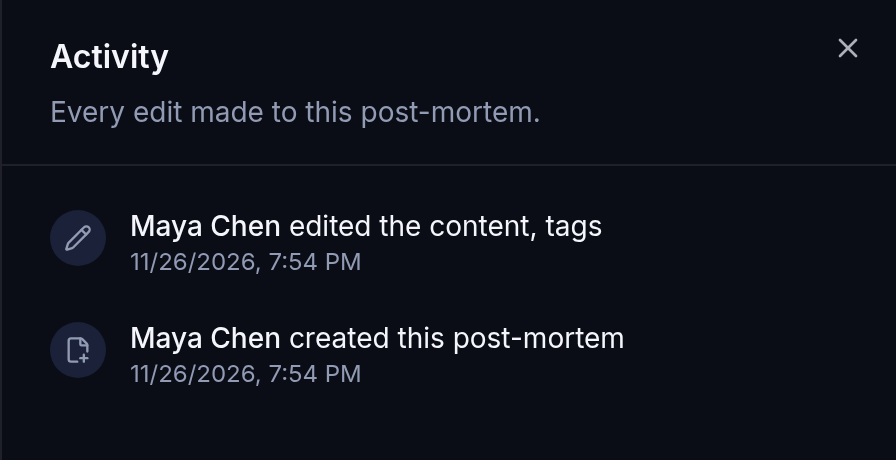 Activity
Every edit made to this post-mortem.
Maya Chen edited the content, tags
11/26/2026, 7:54 PM
Maya Chen created this post-mortem
11/26/2026, 7:54 PM